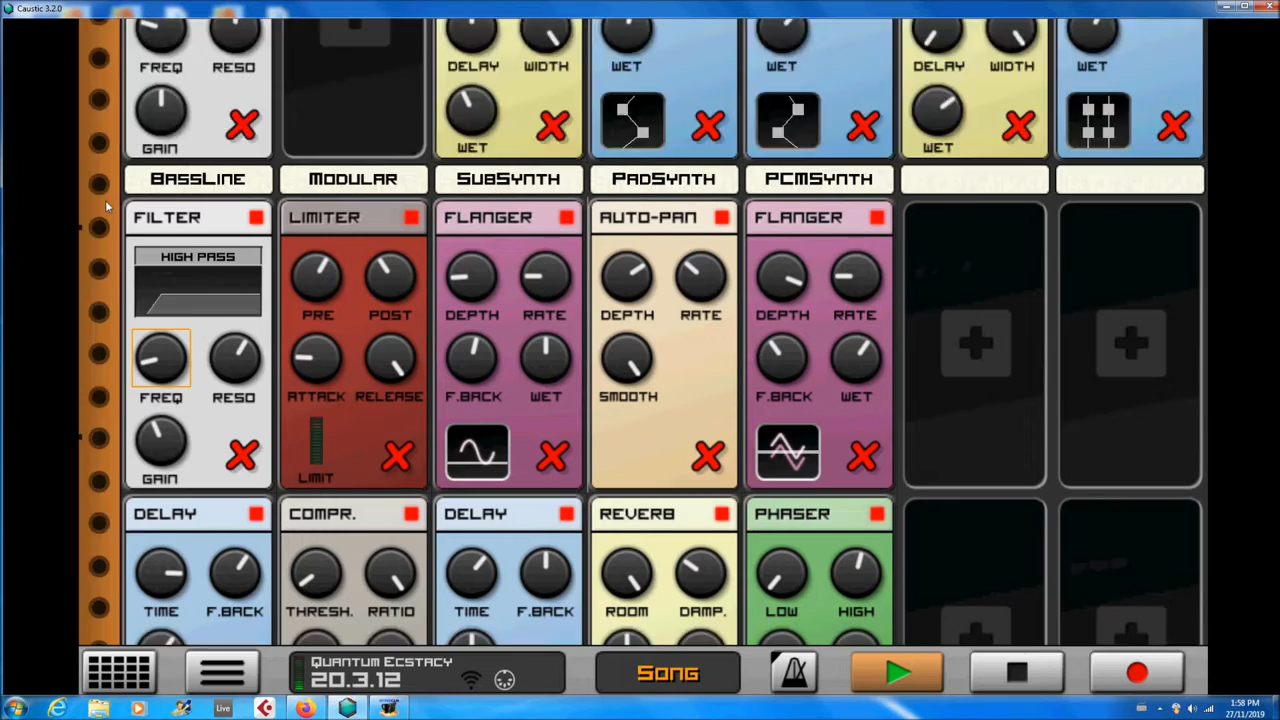 Caustic 3.2.0
FREQ RESO DELAY WIDTH WET WET DELAY WIDTH WET
GAIN WET WET
BASSLINE MODULAR SUBSYNTH PADSYNTH PCMSYNTH
FILTER LIMITER FLANGER AUTO-PAN FLANGER
HIGH PASS
PRE POST DEPTH RATE DEPTH RATE DEPTH RATE
FREQ RESO ATTACK RELEASE F.BACK WET SMOOTH F.BACK WET
GAIN LIMIT
DELAY COMPR. DELAY REVERB PHASER
TIME F.BACK THRESH. RATIO TIME F.BACK ROOM DAMP. LOW HIGH
QUANTUM ECSTACY
20.3.12
SONG
Live
1:58 PM
27/11/2019